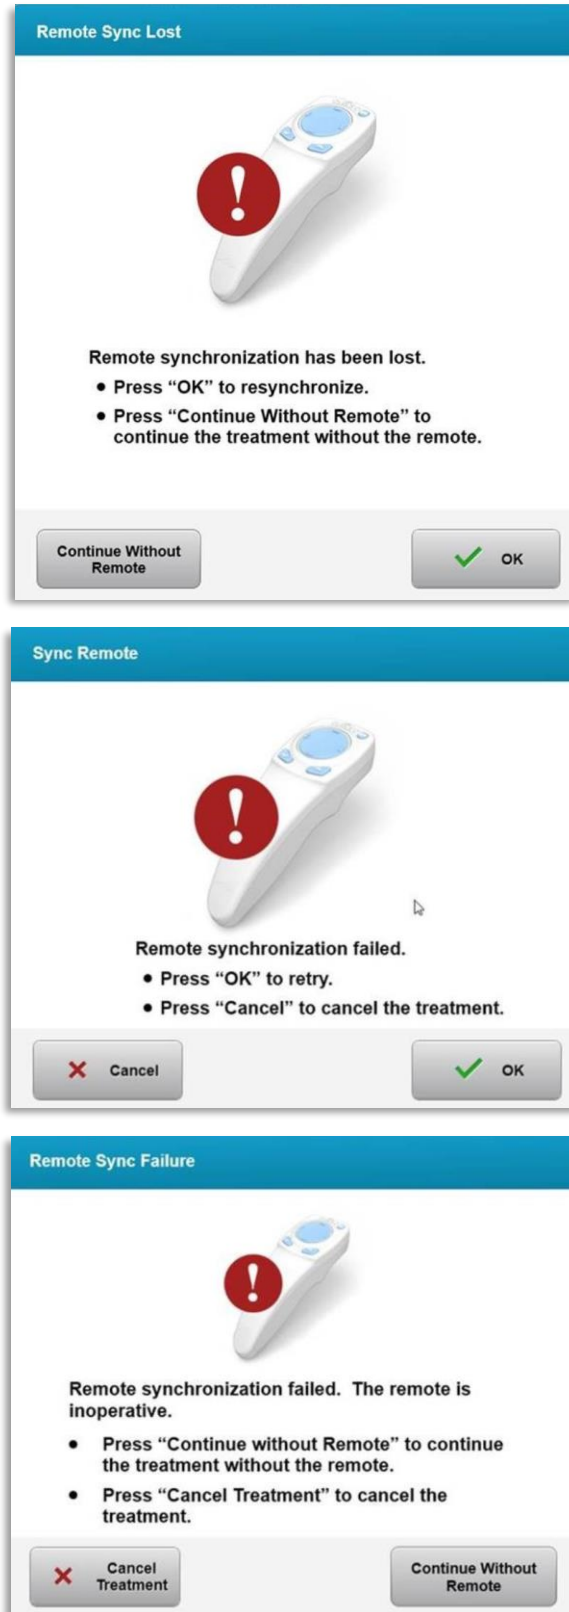 Remote Sync Lost
Remote synchronization has been lost.
• Press “OK” to resynchronize.
• Press “Continue Without Remote” to
continue the treatment without the remote.
Continue Without
Remote
OK
Sync Remote
Remote synchronization failed.
• Press “OK” to retry.
• Press “Cancel” to cancel the treatment.
Cancel
OK
Remote Sync Failure
Remote synchronization failed.  The remote is
inoperative.
• Press “Continue without Remote” to continue
the treatment without the remote.
• Press “Cancel Treatment” to cancel the
treatment.
Cancel
Treatment
Continue Without
Remote